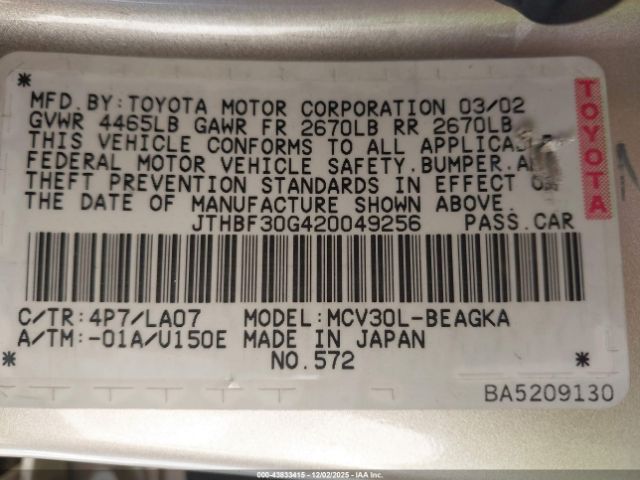 MFD.BY:TOYOTA MOTOR CORPORATION 03/02
GVWR 4465LB GAWR FR 2670LB RR 2670LB
THIS VEHICLE CONFORMS TO ALL
FEDERAL MOTOR VEHICLE SAFETY.BUMPER.
THEFT PREVENTION STANDARDS IN EFFECT
THE DATE OF MANUFACTURE SHOWN ABOVE.
JTHBF30G420049256 PASS.CAR
C/TR:4P7/LA07 MODEL:MCV30L-BEAGKA
A/TM:-01A/U150E MADE IN JAPAN
* NO.572 *
BA5209130
TOYOTA
*
000-43833415 - 12/02/2025 - IAA, Inc.